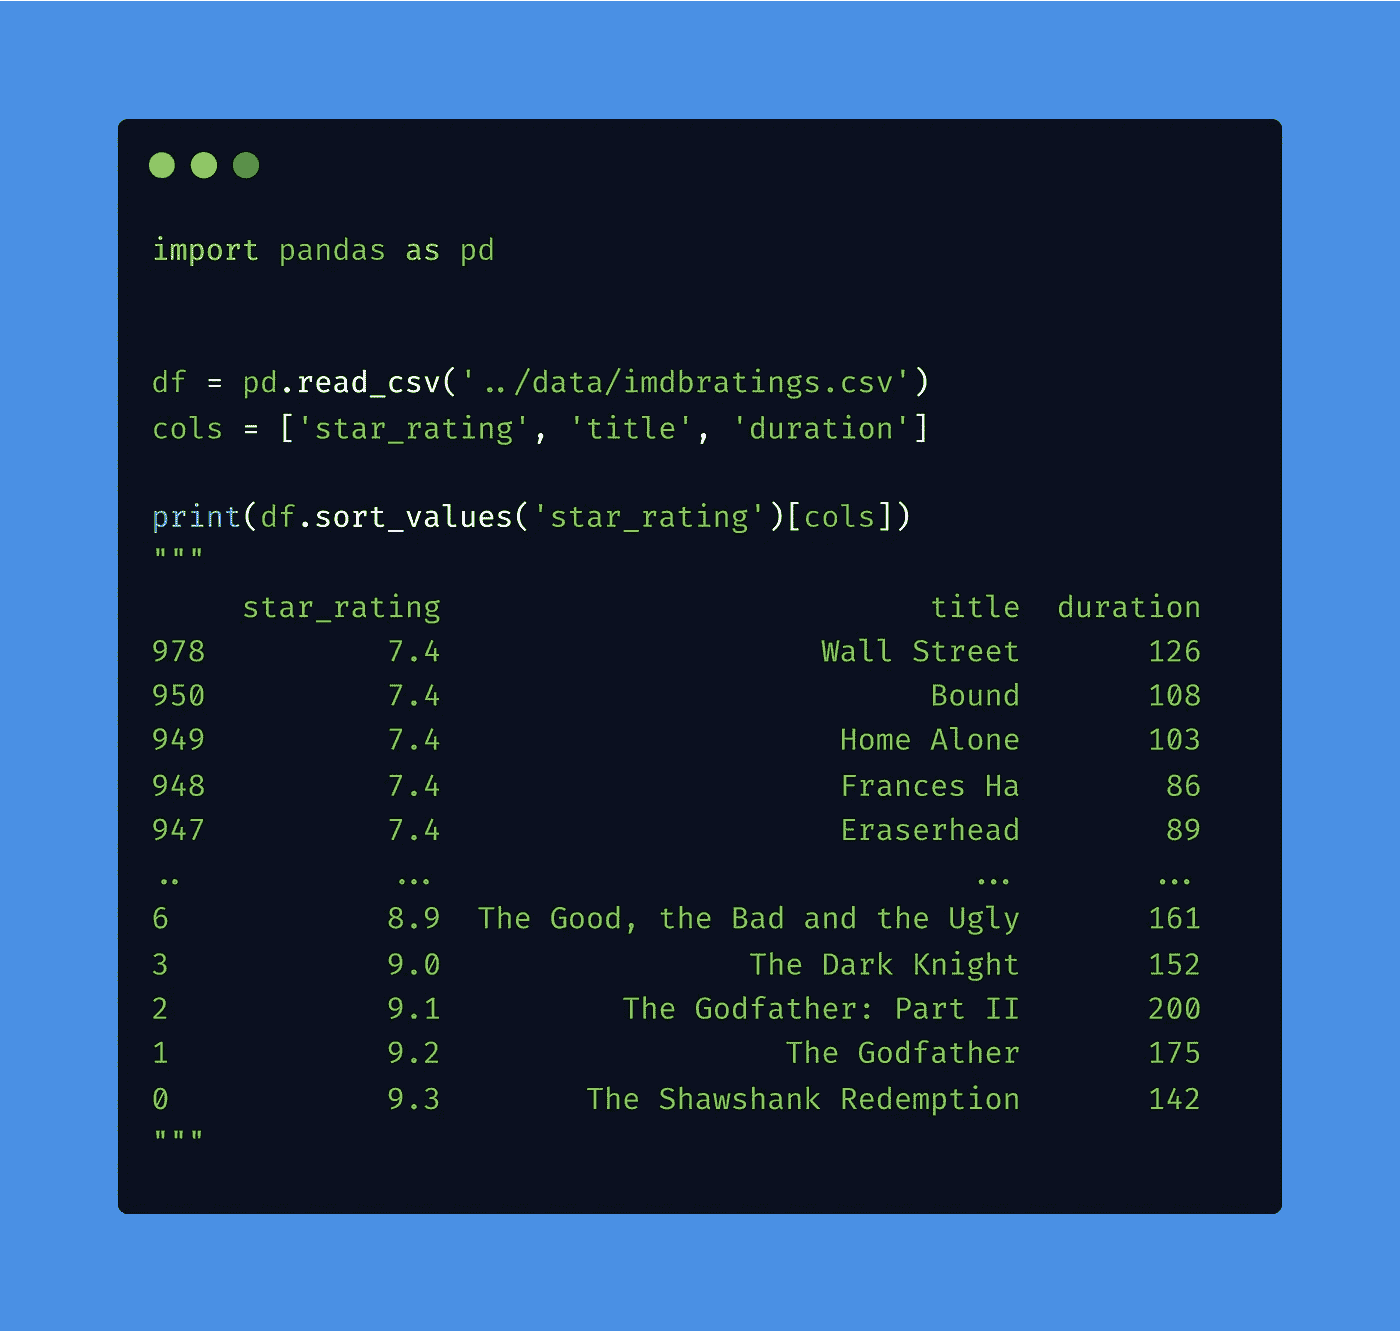 import pandas as pd
df = pd.read_csv('../data/imdbratings.csv')
cols = ['star_rating', 'title', 'duration']
print(df.sort_values('star_rating')[cols])
"""
star_rating title duration
978 7.4 Wall Street 126
950 7.4 Bound 108
949 7.4 Home Alone 103
948 7.4 Frances Ha 86
947 7.4 Eraserhead 89
.. ... ... ...
6 8.9 The Good, the Bad and the Ugly 161
3 9.0 The Dark Knight 152
2 9.1 The Godfather: Part II 200
1 9.2 The Godfather 175
0 9.3 The Shawshank Redemption 142
"""